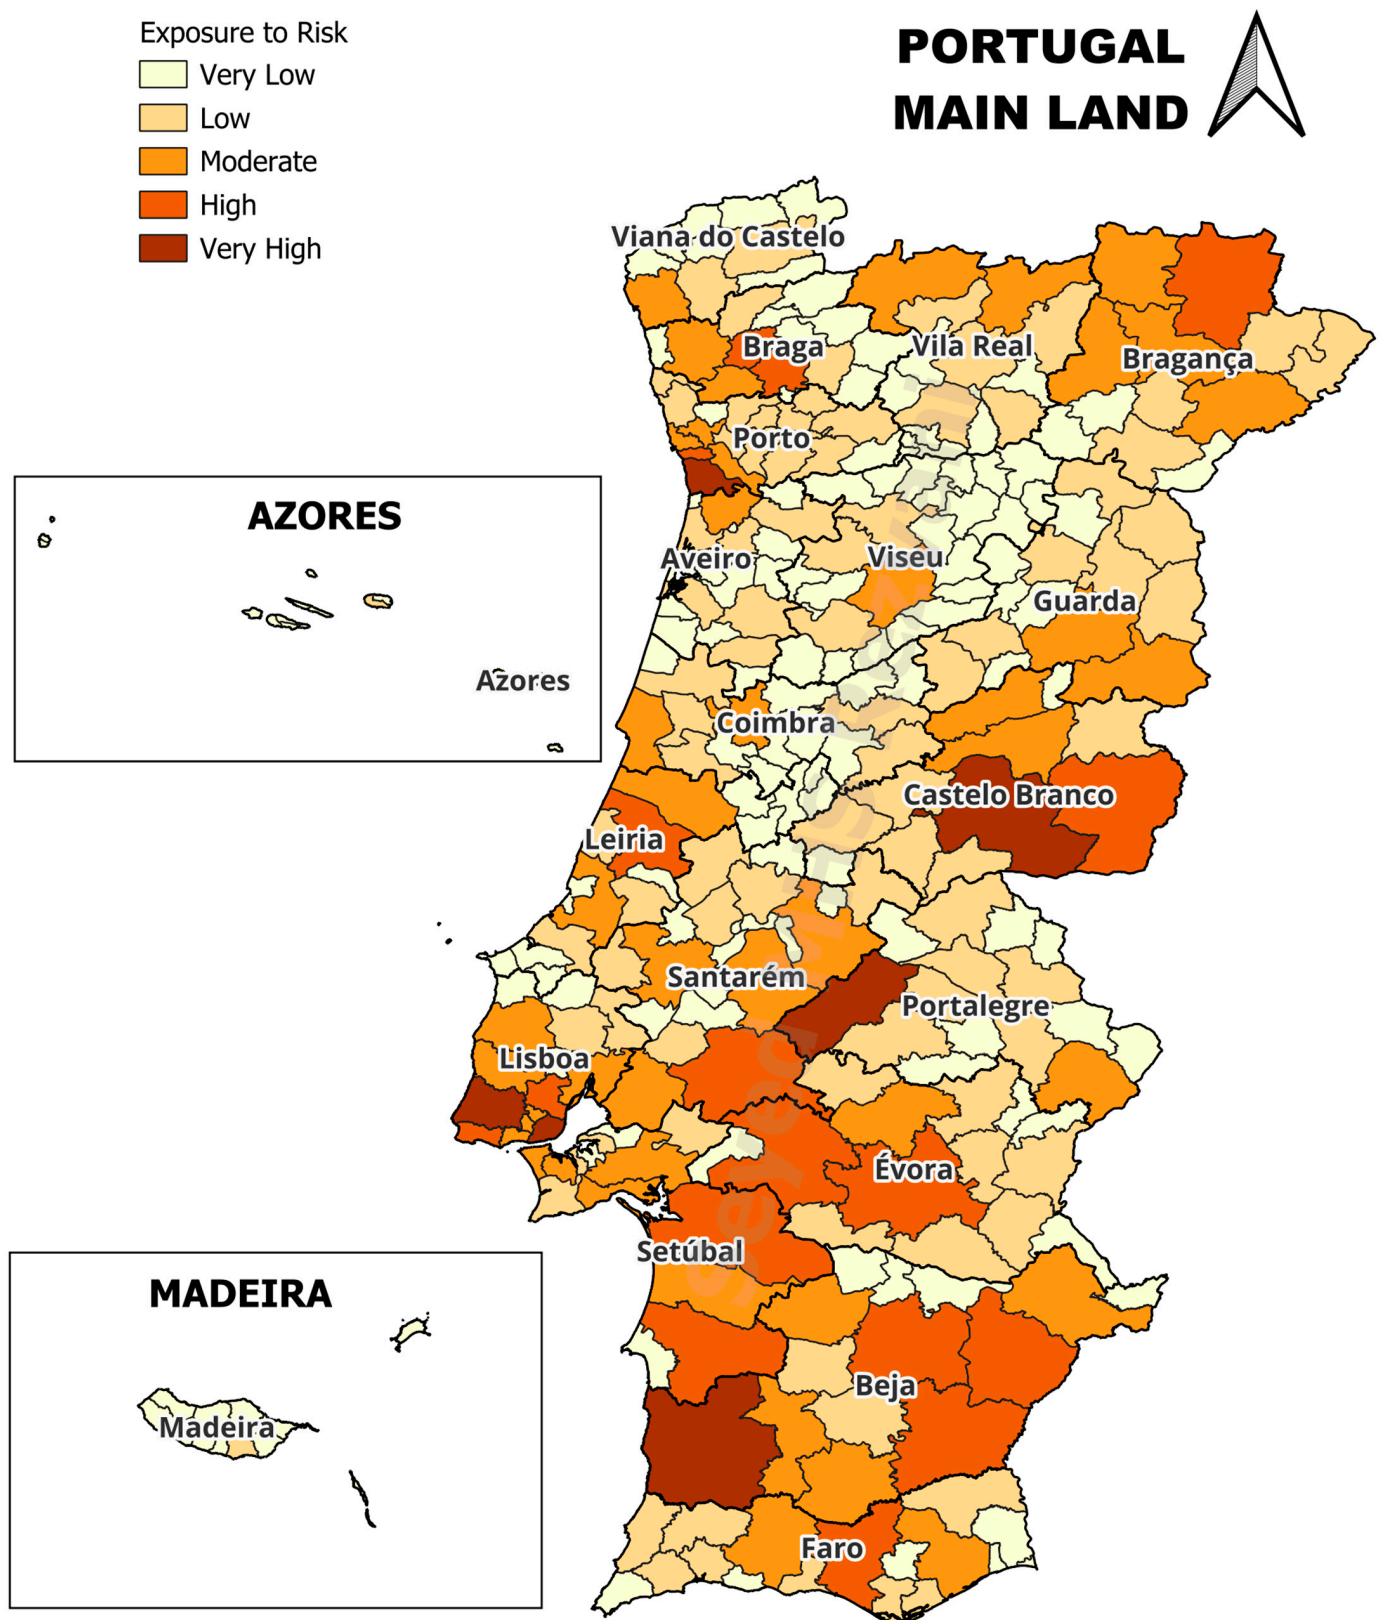 Exposure to Risk
Very Low
Low
Moderate
High
Very High
PORTUGAL
MAIN LAND
Viana do Castelo
Braga
Vila Real
Bragança
Porto
AZORES
Aveiro
Viseu
Guarda
Azores
Coimbra
Castelo Branco
Leiria
Santarém
Portalegre
Lisboa
Évora
Setúbal
MADEIRA
Beja
Madeira
Faro